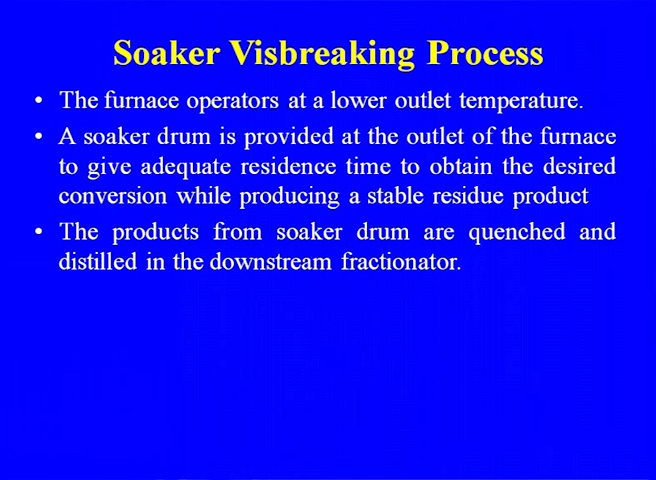 Soaker Visbreaking Process
• The furnace operators at a lower outlet temperature.
• A soaker drum is provided at the outlet of the furnace
to give adequate residence time to obtain the desired
conversion while producing a stable residue product
• The products from soaker drum are quenched and
distilled in the downstream fractionator.